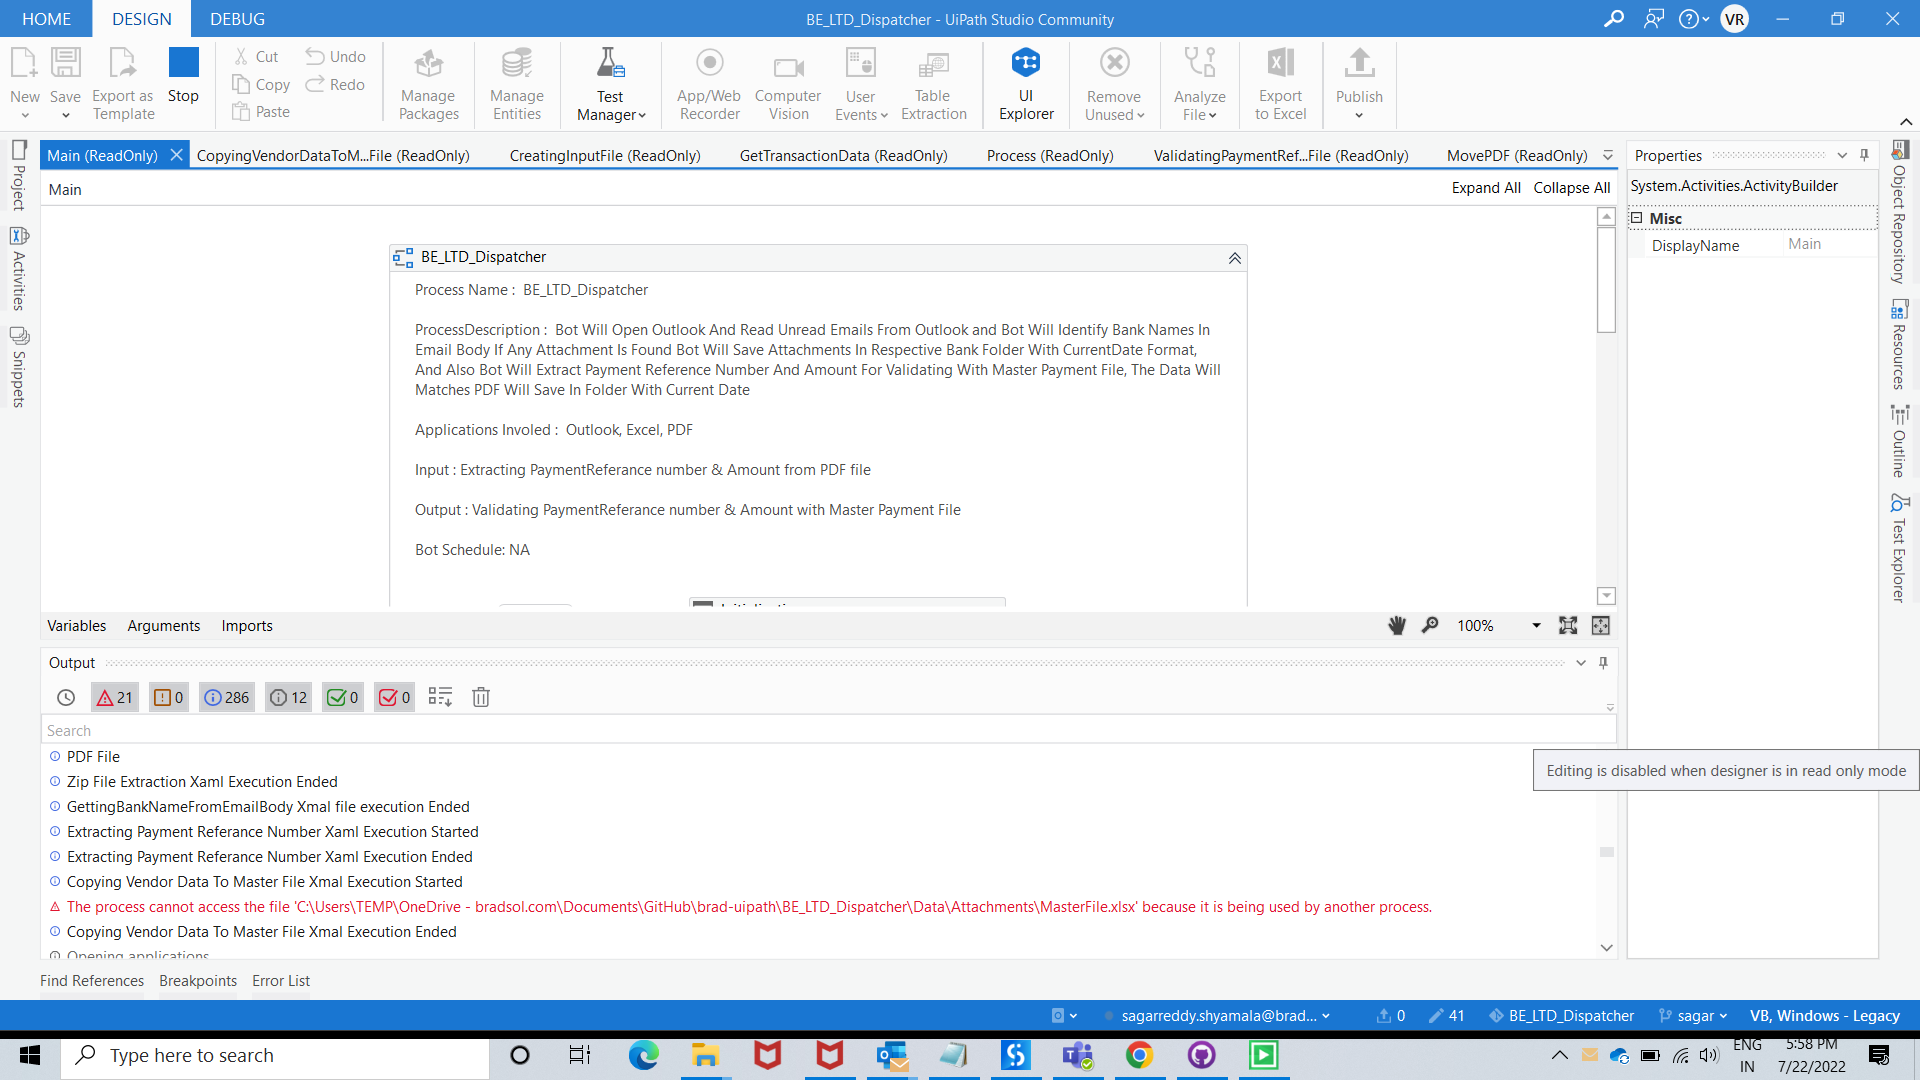 HOME
DESIGN
DEBUG
BE_LTD_Dispatcher - UiPath Studio Community
VR
New
Save
Export as Template
Stop
Cut
Copy
Paste
Undo
Redo
Manage Packages
Manage Entities
Test Manager
App/Web Recorder
Computer Vision
User Events
Table Extraction
UI Explorer
Remove Unused
Analyze File
Export to Excel
Publish
Project
Activities
Snippets
Main (ReadOnly)
CopyingVendorDataToM...File (ReadOnly)
CreatingInputFile (ReadOnly)
GetTransactionData (ReadOnly)
Process (ReadOnly)
ValidatingPaymentRef...File (ReadOnly)
MovePDF (ReadOnly)
Main
Expand All
Collapse All
BE_LTD_Dispatcher
Process Name : BE_LTD_Dispatcher
ProcessDescription : Bot Will Open Outlook And Read Unread Emails From Outlook and Bot Will Identify Bank Names In
Email Body If Any Attachment Is Found Bot Will Save Attachments In Respective Bank Folder With CurrentDate Format,
And Also Bot Will Extract Payment Reference Number And Amount For Validating With Master Payment File, The Data Will
Matches PDF Will Save In Folder With Current Date
Applications Involed : Outlook, Excel, PDF
Input : Extracting PaymentReferance number & Amount from PDF file
Output : Validating PaymentReferance number & Amount with Master Payment File
Bot Schedule: NA
Variables
Arguments
Imports
100%
Output
21
0
286
12
0
0
Search
PDF File
Zip File Extraction Xaml Execution Ended
GettingBankNameFromEmailBody Xmal file execution Ended
Extracting Payment Referance Number Xaml Execution Started
Extracting Payment Referance Number Xaml Execution Ended
Copying Vendor Data To Master File Xmal Execution Started
The process cannot access the file 'C:\Users\TEMP\OneDrive - bradsol.com\Documents\GitHub\brad-uipath\BE_LTD_Dispatcher\Data\Attachments\MasterFile.xlsx' because it is being used by another process.
Copying Vendor Data To Master File Xmal Execution Ended
Opening applications
Find References
Breakpoints
Error List
Properties
System.Activities.ActivityBuilder
Misc
DisplayName
Main
Editing is disabled when designer is in read only mode
Object Repository
Resources
Outline
Test Explorer
sagarreddy.shyamala@brad...
0
41
BE_LTD_Dispatcher
sagar
VB, Windows - Legacy
Type here to search
ENG
IN
5:58 PM
7/22/2022